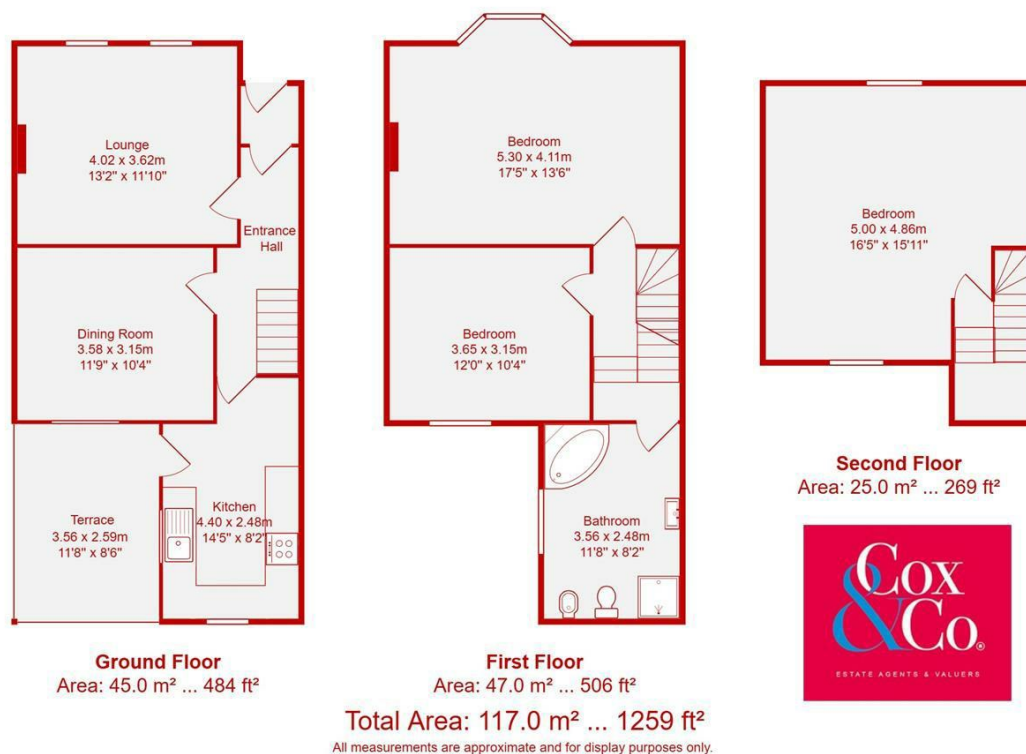 Lounge
4.02 x 3.62m
13'2" x 11'10"
Entrance
Hall
Dining Room
3.58 x 3.15m
11'9" x 10'4"
Terrace
3.56 x 2.59m
11'8" x 8'6"
Kitchen
4.40 x 2.48m
14'5" x 8'2"
Ground Floor
Area: 45.0 m² ... 484 ft²
Bedroom
5.30 x 4.11m
17'5" x 13'6"
Bedroom
3.65 x 3.15m
12'0" x 10'4"
Bathroom
3.56 x 2.48m
11'8" x 8'2"
First Floor
Area: 47.0 m² ... 506 ft²
Bedroom
5.00 x 4.86m
16'5" x 15'11"
Second Floor
Area: 25.0 m² ... 269 ft²
Cox
& Co.®
ESTATE AGENTS & VALUERS
Total Area: 117.0 m² ... 1259 ft²
All measurements are approximate and for display purposes only.